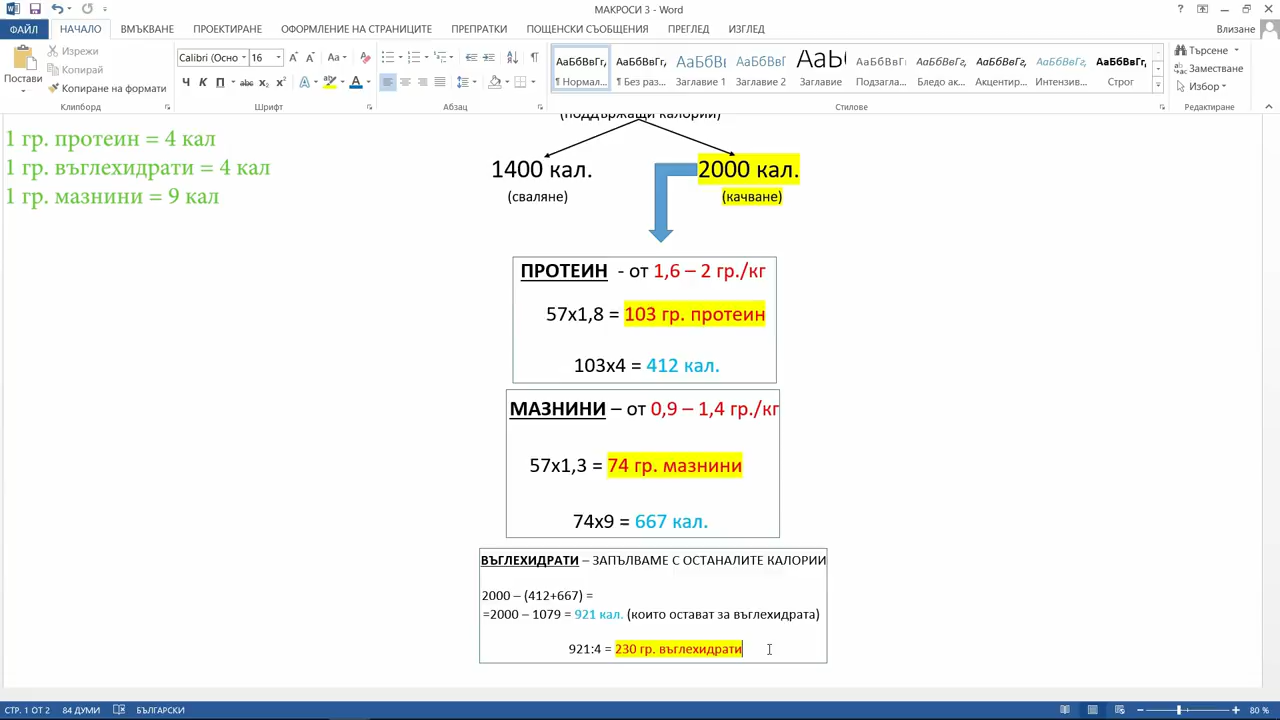 МАКРОСИ 3 - Word
ФАЙЛ НАЧАЛО ВМЪКВАНЕ ПРОЕКТИРАНЕ ОФОРМЛЕНИЕ НА СТРАНИЦИТЕ ПРЕПРАТКИ ПОЩЕНСКИ СЪОБЩЕНИЯ ПРЕГЛЕД ИЗГЛЕД Влизане
Постави
Изрежи
Копирай
Копиране на формати
Клипборд
Calibri (Осно 16
Шрифт
Абзац
АаБбВвГг, АаБбВвГг, АаБбВвГ АаБбВвГ АаБ АаБбВвГг АаБбВвГг, АаБбВвГг, АаБбВвГг, АаБбВвГг,
¶ Нормал... ¶ Без раз... Заглавие 1 Заглавие 2 Заглавие Подзагла... Бледо ак... Акцентир... Интензив... Строг
Стилове
Търсене
Заместване
Избор
Редактиране
1 гр. протеин = 4 кал
1 гр. въглехидрати = 4 кал
1 гр. мазнини = 9 кал
(поддържащи калории)
1400 кал. 2000 кал.
(сваляне) (качване)
ПРОТЕИН - от 1,6 – 2 гр./кг
57х1,8 = 103 гр. протеин
103х4 = 412 кал.
МАЗНИНИ – от 0,9 – 1,4 гр./кг
57х1,3 = 74 гр. мазнини
74х9 = 667 кал.
ВЪГЛЕХИДРАТИ – ЗАПЪЛВАМЕ С ОСТАНАЛИТЕ КАЛОРИИ
2000 – (412+667) =
=2000 – 1079 = 921 кал. (които остават за въглехидрата)
921:4 = 230 гр. въглехидрати
СТР. 1 ОТ 2 84 ДУМИ БЪЛГАРСКИ 80 %